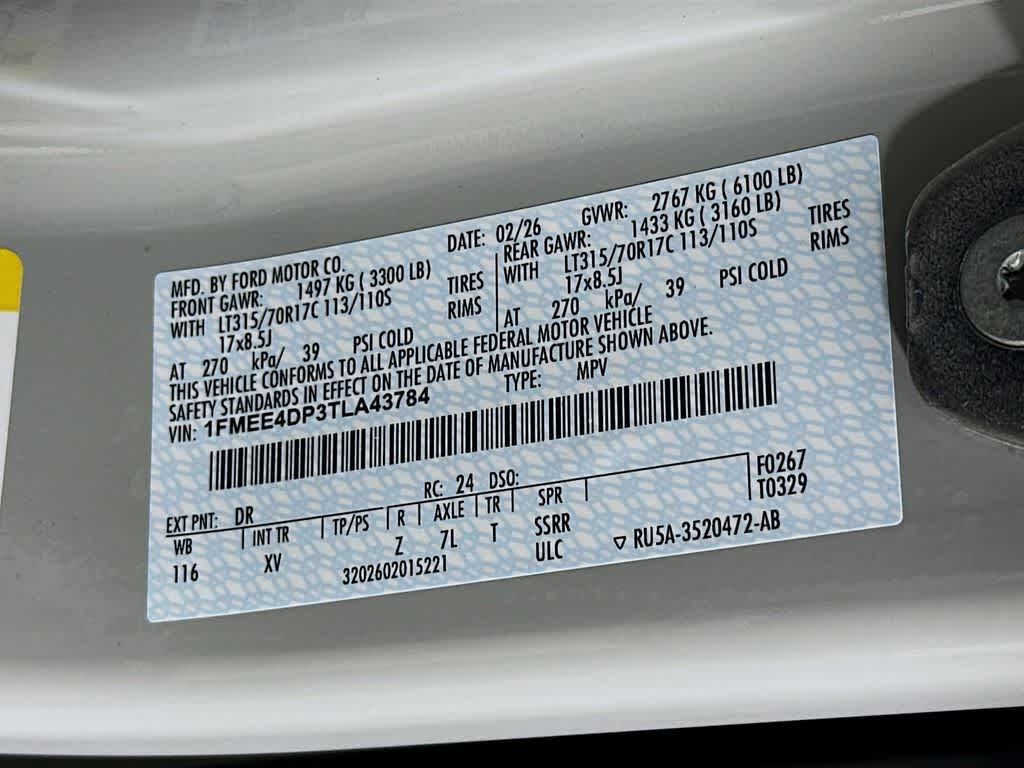 MFD. BY FORD MOTOR CO.
DATE: 02/26
GVWR: 2767 KG ( 6100 LB)
FRONT GAWR: 1497 KG ( 3300 LB)
WITH LT315/70R17C 113/110S TIRES
17x8.5J RIMS
AT 270 kPa/ 39 PSI COLD
REAR GAWR: 1433 KG ( 3160 LB)
WITH LT315/70R17C 113/110S TIRES
17x8.5J RIMS
AT 270 kPa/ 39 PSI COLD
THIS VEHICLE CONFORMS TO ALL APPLICABLE FEDERAL MOTOR VEHICLE
SAFETY STANDARDS IN EFFECT ON THE DATE OF MANUFACTURE SHOWN ABOVE.
VIN: 1FMEE4DP3TLA43784 TYPE: MPV
EXT PNT: DR RC: 24 DSO: F0267
WB INT TR TP/PS R AXLE TR SPR T0329
116 XV Z 7L T SSRR
3202602015221 ULC ▽ RU5A-3520472-AB